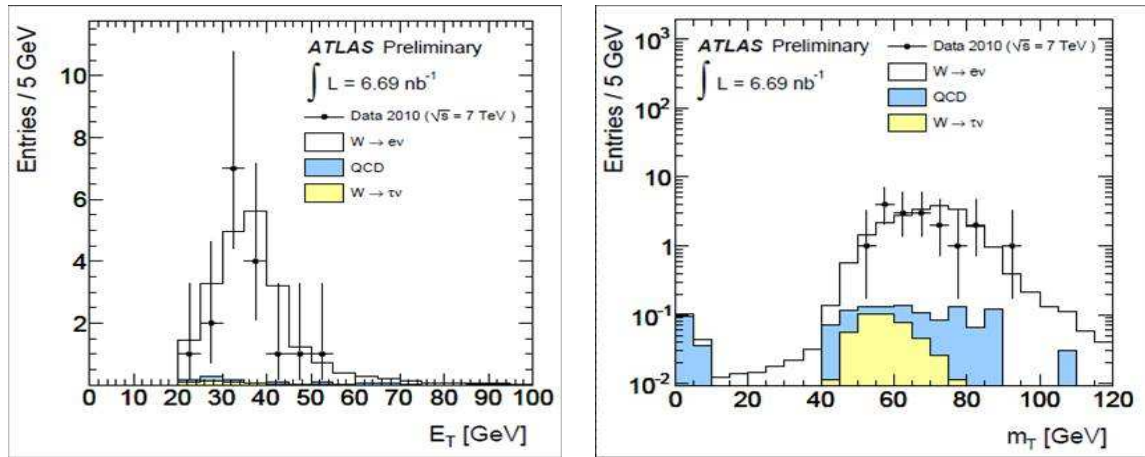 Entries / 5 GeV
ATLAS Preliminary
∫ L = 6.69 nb⁻¹
Data 2010 (√s = 7 TeV )
W → eν
QCD
W → τν
10
8
6
4
2
0 10 20 30 40 50 60 70 80 90 100
E_T [GeV]
Entries / 5 GeV
ATLAS Preliminary
∫ L = 6.69 nb⁻¹
Data 2010 (√s = 7 TeV )
W → eν
QCD
W → τν
10³
10²
10
1
10⁻¹
10⁻²
0 20 40 60 80 100 120
m_T [GeV]